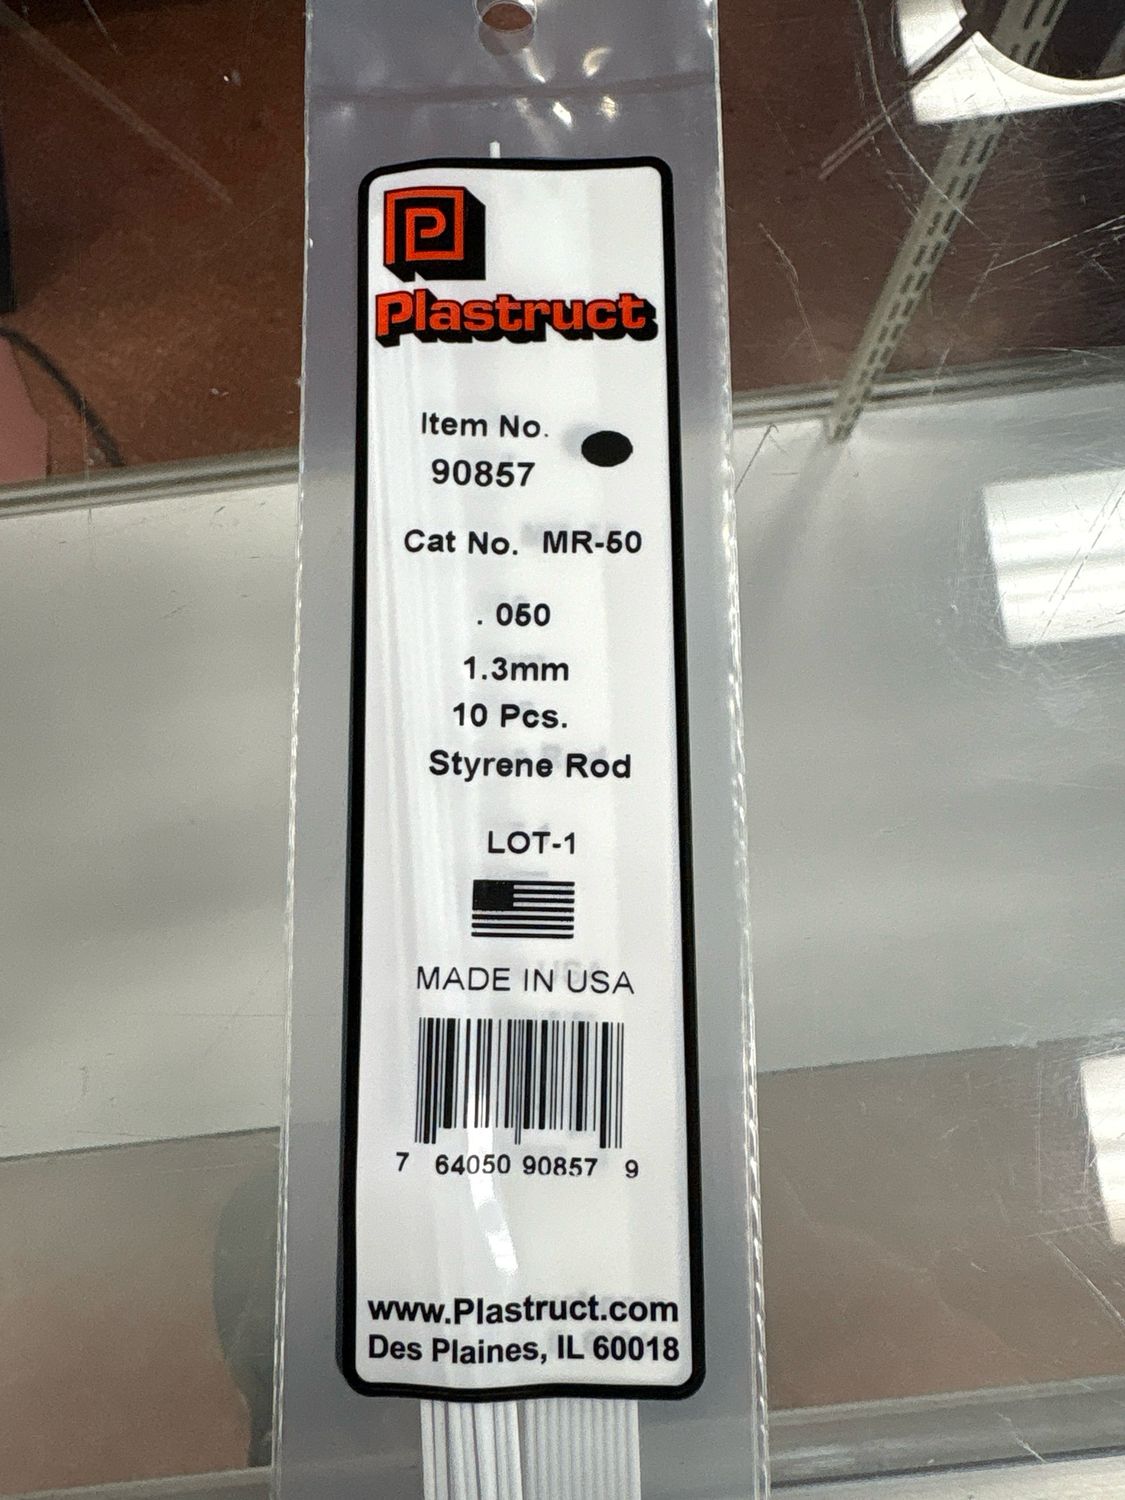 P
Plastruct
Item No.
90857
Cat No. MR-50
. 050
1.3mm
10 Pcs.
Styrene Rod
LOT-1
MADE IN USA
7 64050 90857 9
www.Plastruct.com
Des Plaines, IL 60018